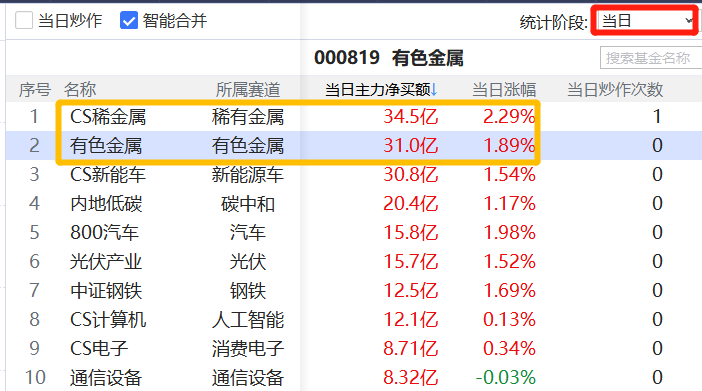 当日炒作 智能合并 统计阶段: 当日
000819 有色金属 搜索基金名称
序号 名称 所属赛道 当日主力净买额↓ 当日涨幅 当日炒作次数
1 CS稀金属 稀有金属 34.5亿 2.29% 1
2 有色金属 有色金属 31.0亿 1.89% 0
3 CS新能车 新能源车 30.8亿 1.54% 0
4 内地低碳 碳中和 20.4亿 1.17% 0
5 800汽车 汽车 15.8亿 1.98% 0
6 光伏产业 光伏 15.7亿 1.52% 0
7 中证钢铁 钢铁 12.5亿 1.69% 0
8 CS计算机 人工智能 12.1亿 0.13% 0
9 CS电子 消费电子 8.71亿 0.34% 0
10 通信设备 通信设备 8.32亿 -0.03% 0